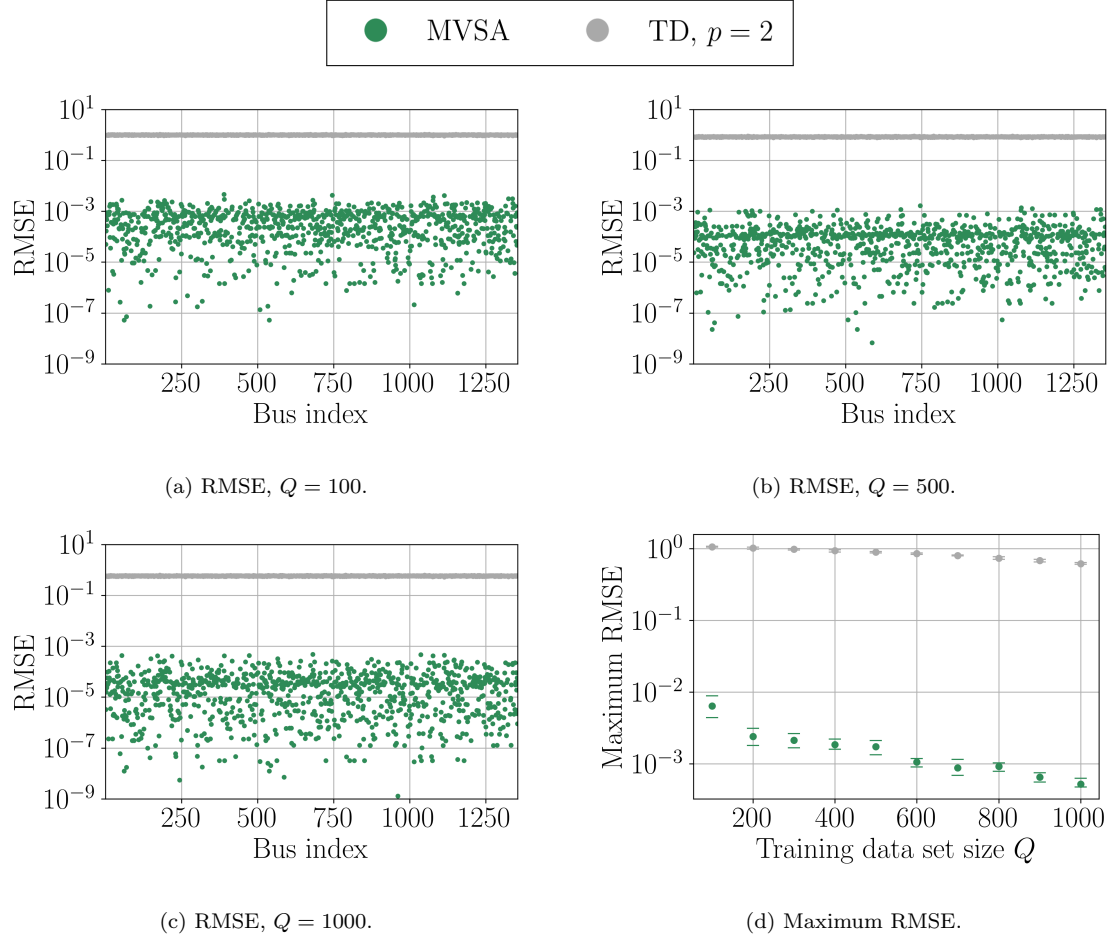 MVSA TD, p = 2
10^1
10^−1
10^−3
10^−5
10^−7
10^−9
RMSE
250 500 750 1000 1250
Bus index
(a) RMSE, Q = 100.
10^1
10^−1
10^−3
10^−5
10^−7
10^−9
RMSE
250 500 750 1000 1250
Bus index
(b) RMSE, Q = 500.
10^1
10^−1
10^−3
10^−5
10^−7
10^−9
RMSE
250 500 750 1000 1250
Bus index
(c) RMSE, Q = 1000.
10^0
10^−1
10^−2
10^−3
Maximum RMSE
200 400 600 800 1000
Training data set size Q
(d) Maximum RMSE.